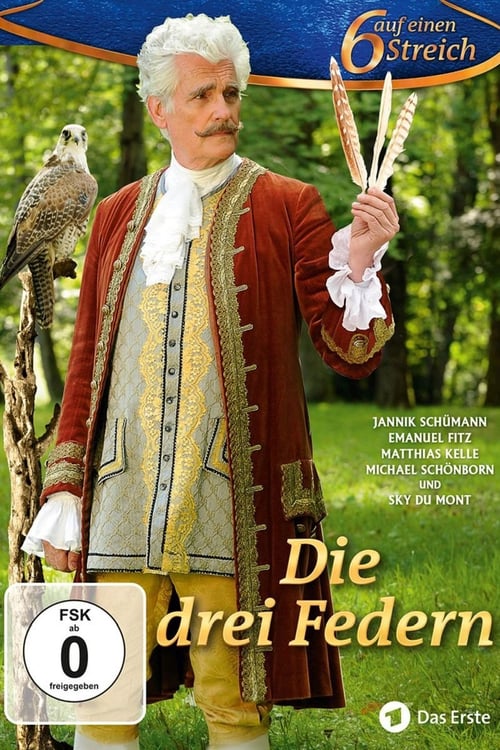 6 auf einen
Streich
JANNIK SCHÜMANN
EMANUEL FITZ
MATTHIAS KELLE
MICHAEL SCHÖNBORN
UND
SKY DU MONT
Die
drei Federn
FSK
ab
0
freigegeben
1 Das Erste